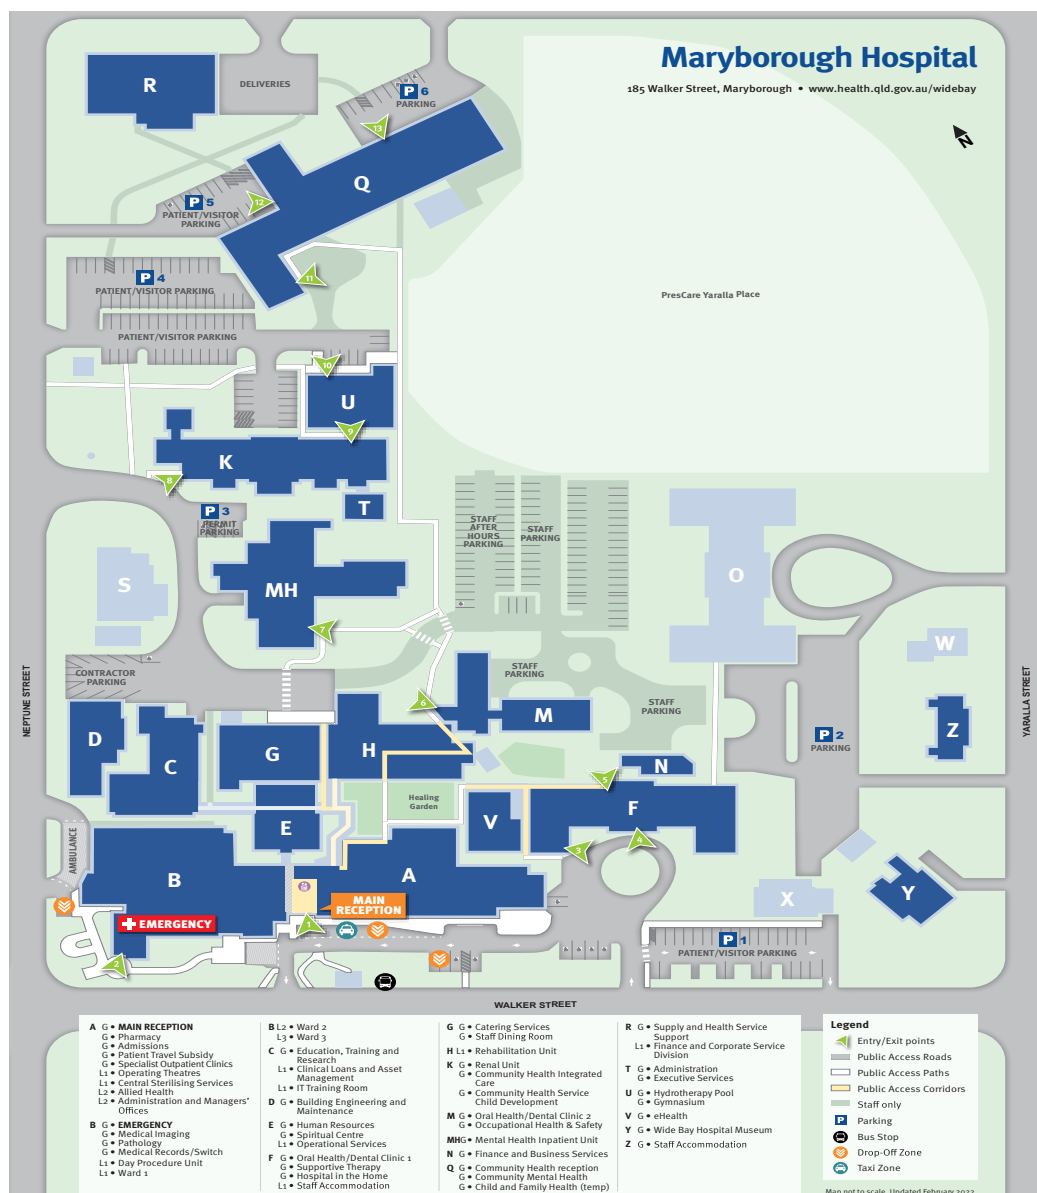 Maryborough Hospital
185 Walker Street, Maryborough • www.health.qld.gov.au/widebay
N
R
DELIVERIES
P 6
PARKING
13
Q
12
P 5
PATIENT/VISITOR
PARKING
11
P 4
PATIENT/VISITOR PARKING
PresCare Yaralla Place
PATIENT/VISITOR PARKING
10
U
9
K
8
T
P 3
PERMIT
PARKING
STAFF
AFTER
HOURS
PARKING
STAFF
PARKING
S
MH
O
7
W
CONTRACTOR
PARKING
STAFF
PARKING
NEPTUNE STREET
YARALLA STREET
6
M
STAFF
PARKING
D
C
G
H
P 2
PARKING
Z
N
5
Healing
Garden
E
V
F
4
3
AMBULANCE
B
A
X
Y
MAIN
RECEPTION
EMERGENCY
1
2
P 1
PATIENT/VISITOR PARKING
WALKER STREET
A G • MAIN RECEPTION
G • Pharmacy
G • Admissions
G • Patient Travel Subsidy
G • Specialist Outpatient Clinics
L1 • Operating Theatres
L1 • Central Sterilising Services
L2 • Allied Health
L2 • Administration and Managers'
Offices
B G • EMERGENCY
G • Medical Imaging
G • Pathology
G • Medical Records/Switch
L1 • Day Procedure Unit
L1 • Ward 1
B L2 • Ward 2
L3 • Ward 3
C G • Education, Training and
Research
L1 • Clinical Loans and Asset
Management
L1 • IT Training Room
D G • Building Engineering and
Maintenance
E G • Human Resources
G • Spiritual Centre
L1 • Operational Services
F G • Oral Health/Dental Clinic 1
G • Supportive Therapy
G • Hospital in the Home
L1 • Staff Accommodation
G G • Catering Services
G • Staff Dining Room
H L1 • Rehabilitation Unit
K G • Renal Unit
G • Community Health Integrated
Care
G • Community Health Service
Child Development
M G • Oral Health/Dental Clinic 2
G • Occupational Health & Safety
MHG • Mental Health Inpatient Unit
N G • Finance and Business Services
Q G • Community Health reception
G • Community Mental Health
G • Child and Family Health (temp)
R G • Supply and Health Service
Support
L1 • Finance and Corporate Service
Division
T G • Administration
G • Executive Services
U G • Hydrotherapy Pool
G • Gymnasium
V G • eHealth
Y G • Wide Bay Hospital Museum
Z G • Staff Accommodation
Legend
Entry/Exit points
Public Access Roads
Public Access Paths
Public Access Corridors
Staff only
P Parking
Bus Stop
Drop-Off Zone
Taxi Zone
Map not to scale. Updated February 2022